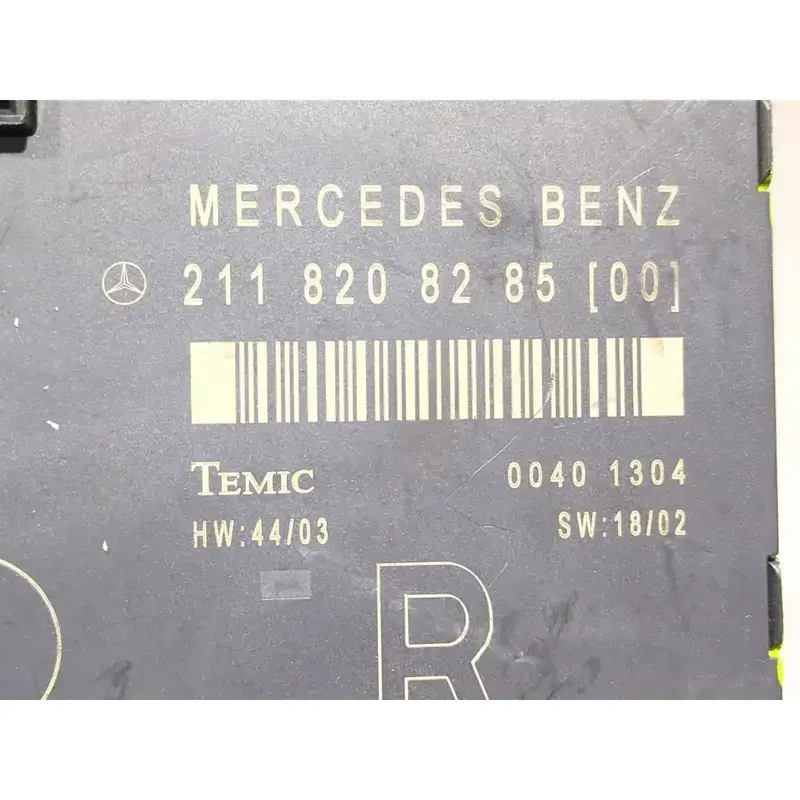 MERCEDES BENZ
211 820 82 85 [00]
TEMIC 0040 1304
HW:44/03 SW:18/02
R